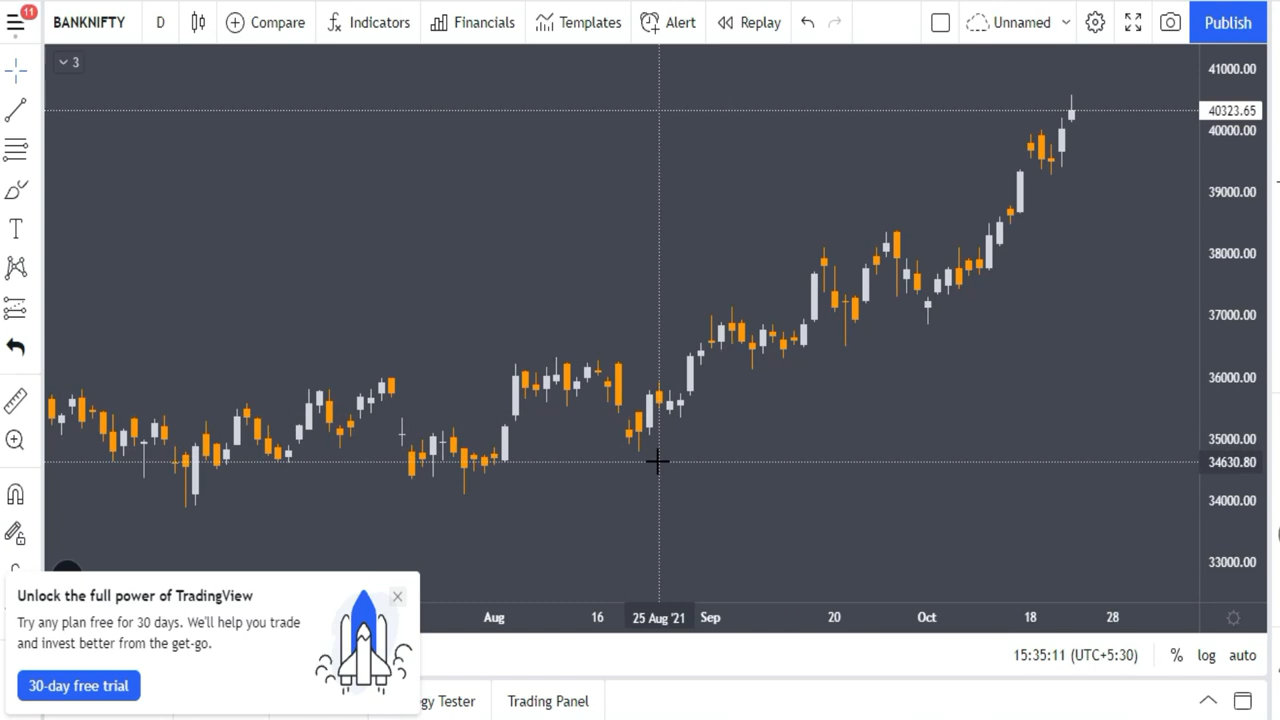 11
BANKNIFTY D Compare Indicators Financials Templates Alert Replay Unnamed Publish
3
41000.00
40323.65
40000.00
39000.00
38000.00
37000.00
36000.00
35000.00
34630.80
34000.00
33000.00
Aug 16 25 Aug '21 Sep 20 Oct 18 28
Unlock the full power of TradingView
Try any plan free for 30 days. We'll help you trade
and invest better from the get-go.
30-day free trial
15:35:11 (UTC+5:30) % log auto
gy Tester Trading Panel